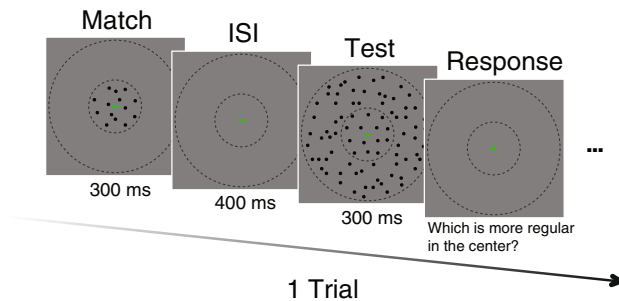 Match
ISI
Test
Response
300 ms
400 ms
300 ms
Which is more regular
in the center?
...
1 Trial